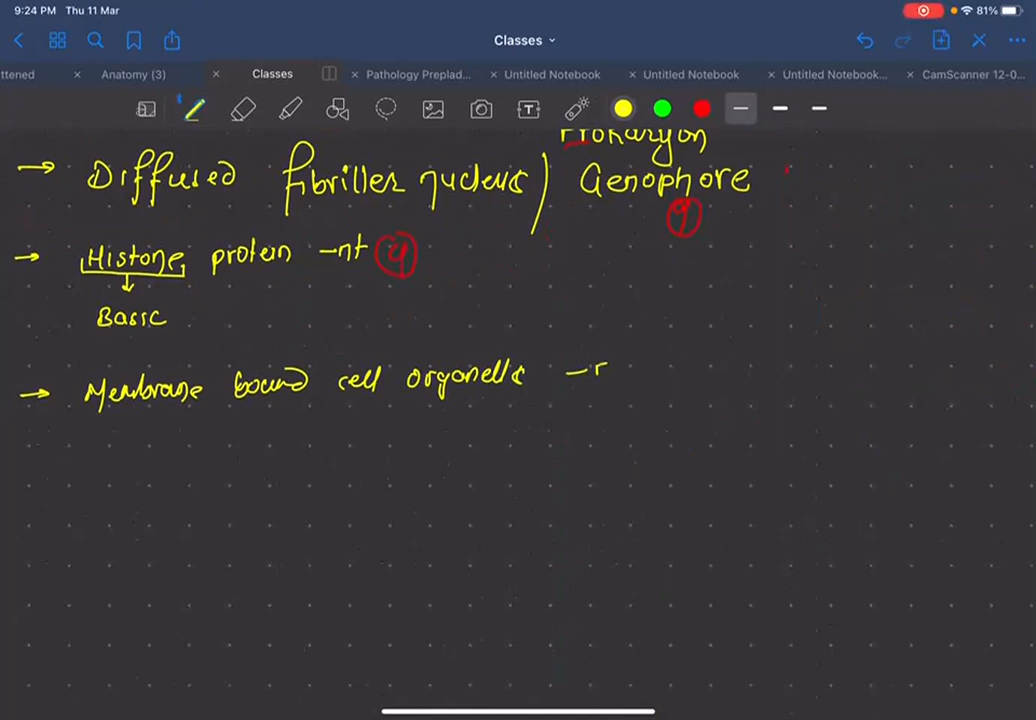 9:24 PM Thu 11 Mar
81%
Classes
ttened
Anatomy (3)
Classes
Pathology Preplad...
Untitled Notebook
Untitled Notebook
Untitled Notebook...
CamScanner 12-0...
T
Prokaryon
→ Diffused fibriller nucleus / Genophore
→ Histone protein -nt
Basic
→ Membrane bound cell organelle -r